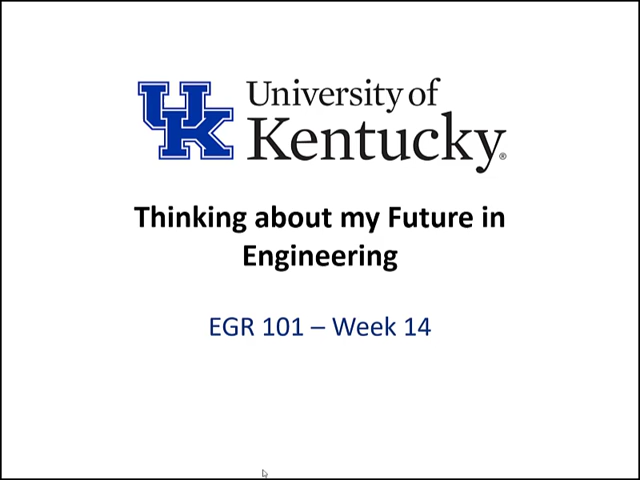 UK
University of
Kentucky®
Thinking about my Future in
Engineering
EGR 101 – Week 14